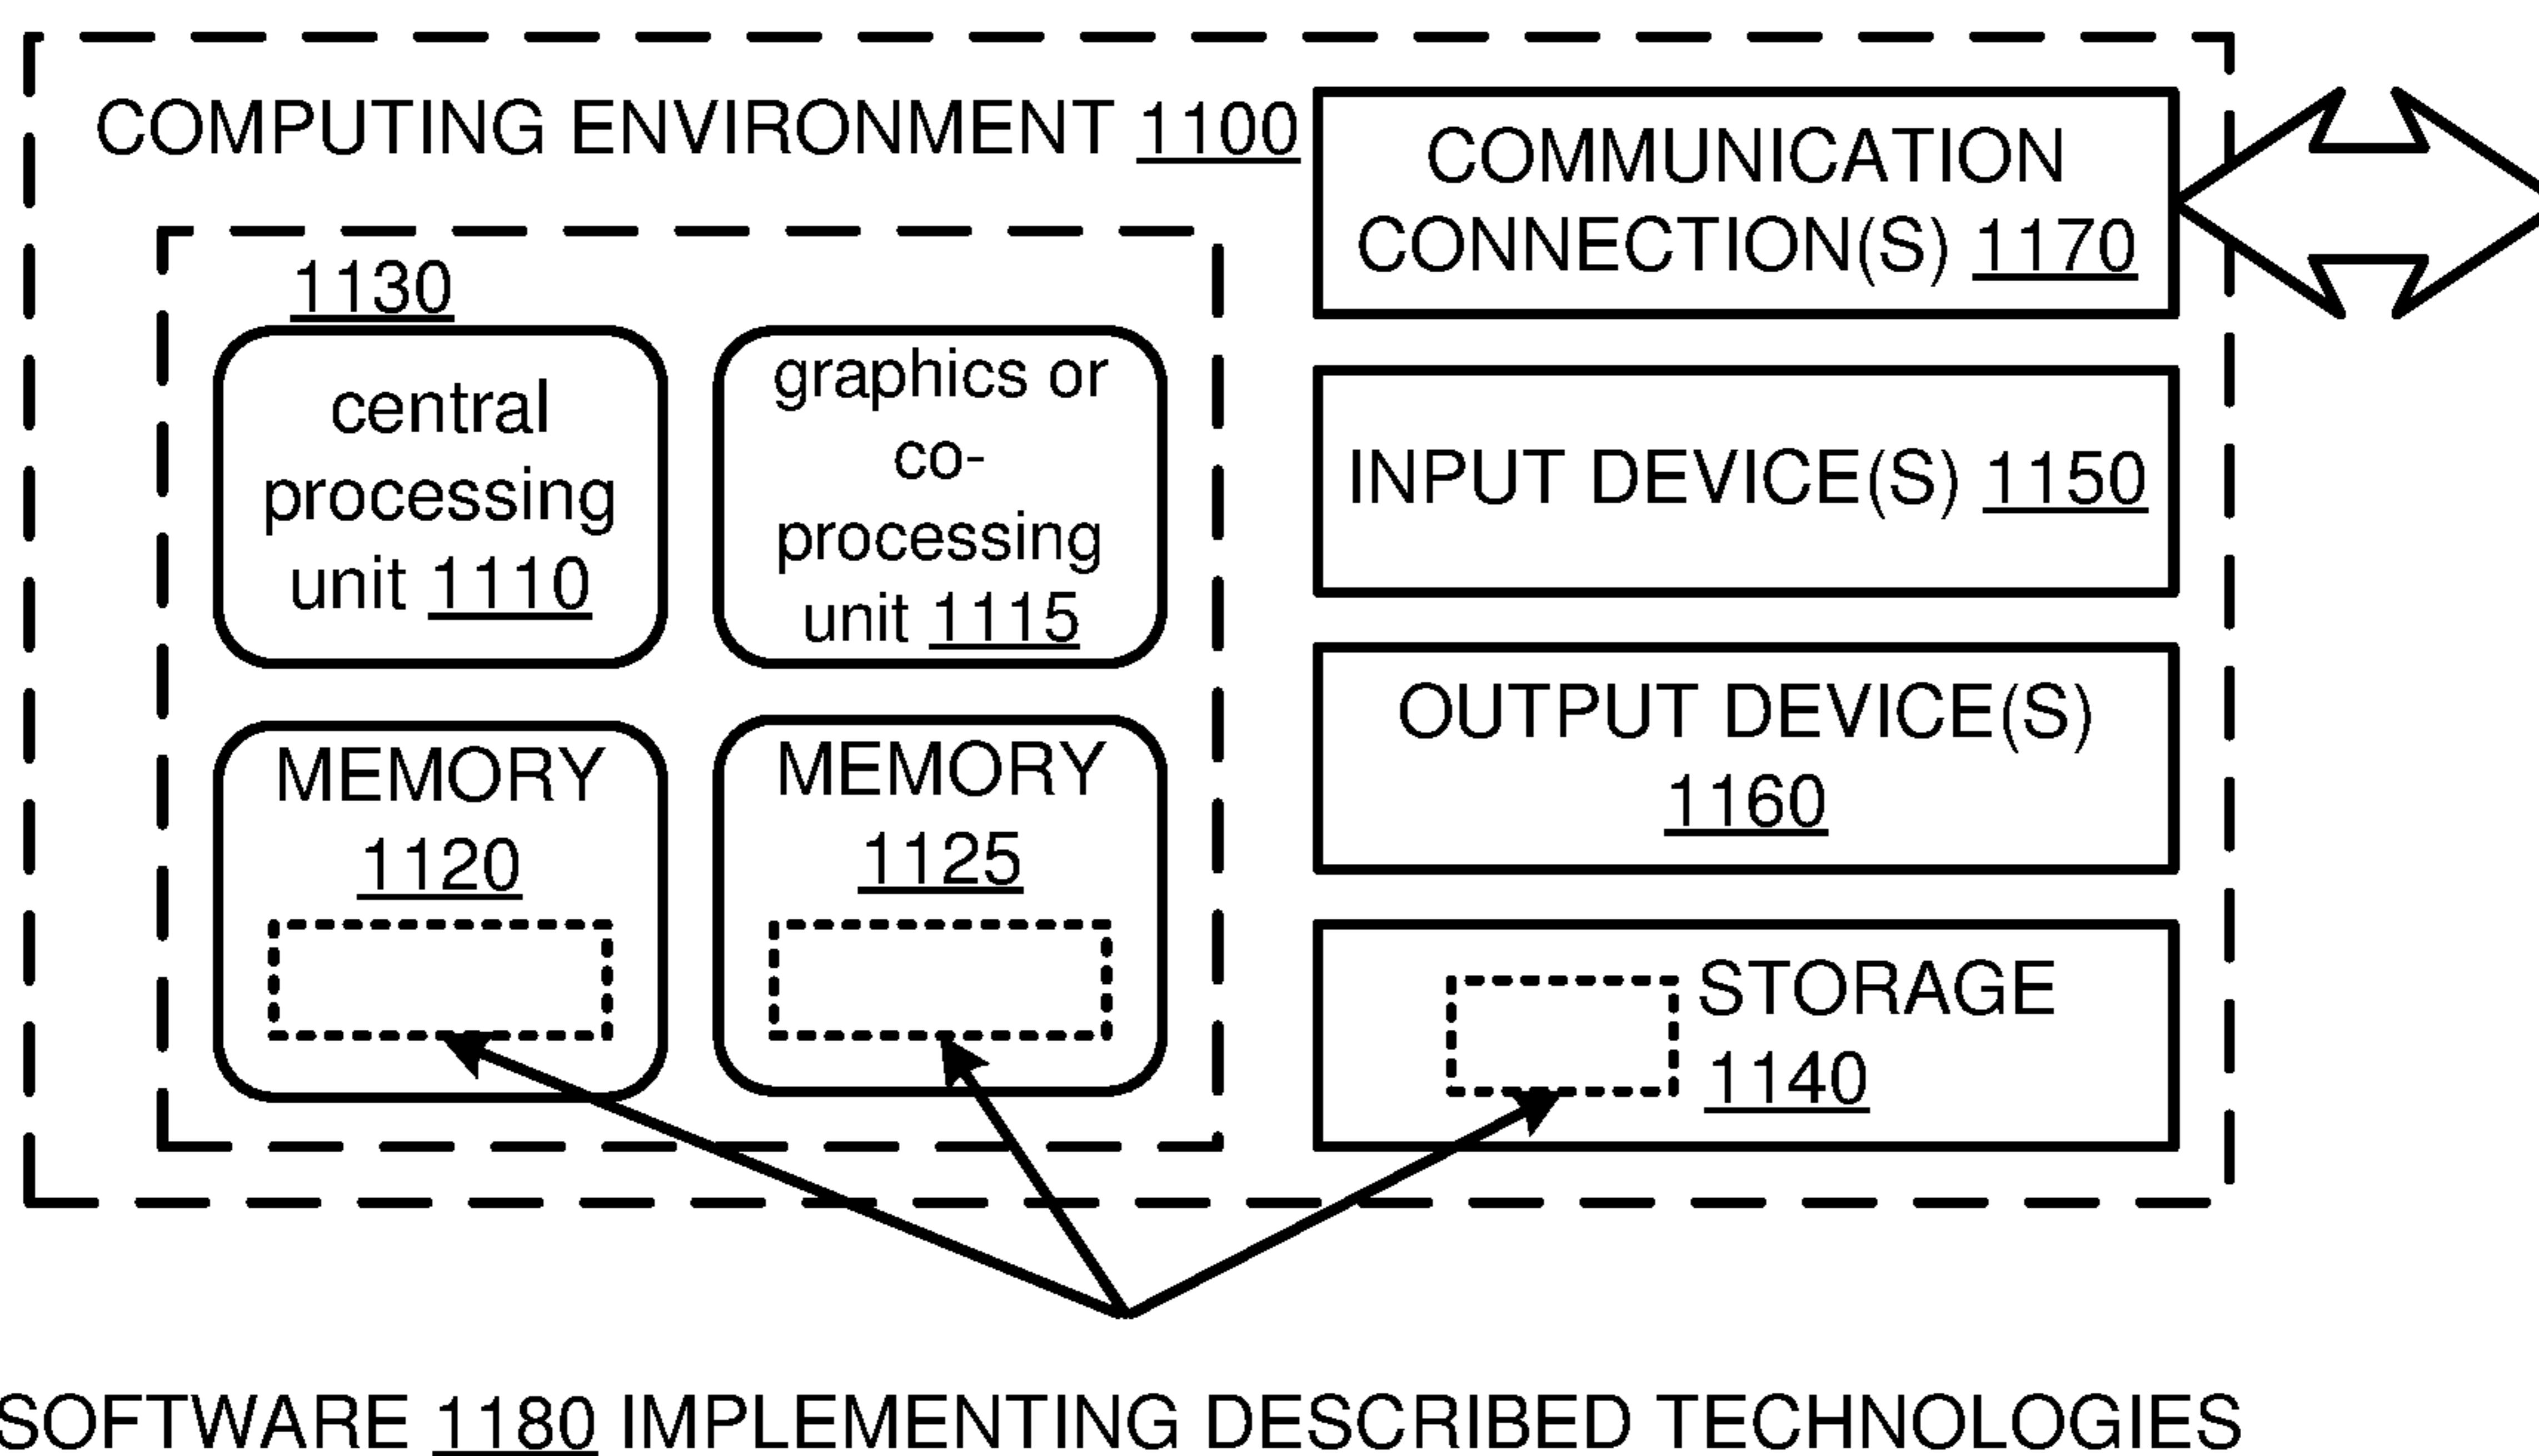 COMPUTING ENVIRONMENT 1100
1130
central
processing
unit 1110
graphics or
co-
processing
unit 1115
MEMORY
1120
MEMORY
1125
COMMUNICATION
CONNECTION(S) 1170
INPUT DEVICE(S) 1150
OUTPUT DEVICE(S)
1160
STORAGE
1140
SOFTWARE 1180 IMPLEMENTING DESCRIBED TECHNOLOGIES